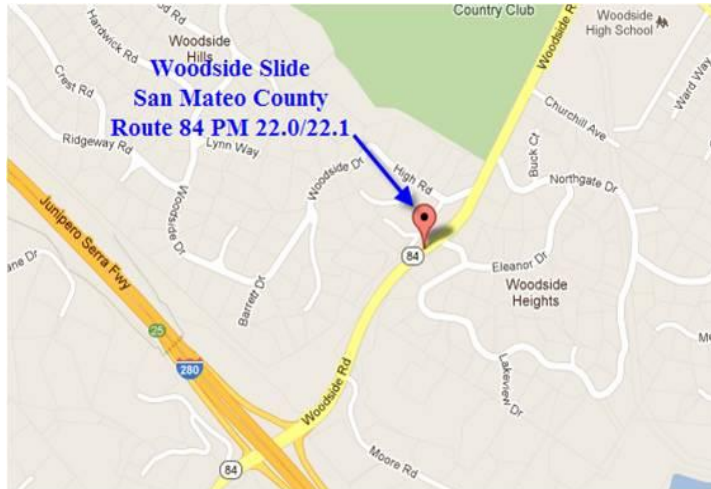 Country Club
Woodside
High School
Woodside Rd
Hardwick Rd
Woodside
Hills
Woodside Slide
San Mateo County
Route 84 PM 22.0/22.1
Crest Rd
Ridgeway Rd
Lynn Way
Ward Way
Churchill Ave
Buck Ct
Woodside Dr
High Rd
Northgate Dr
Woodside Dr
Junipero Serra Fwy
84
Eleanor Dr
Woodside
Heights
ane Dr
Barrett Dr
25
280
Lakeview Dr
Woodside Rd
Moore Rd
84